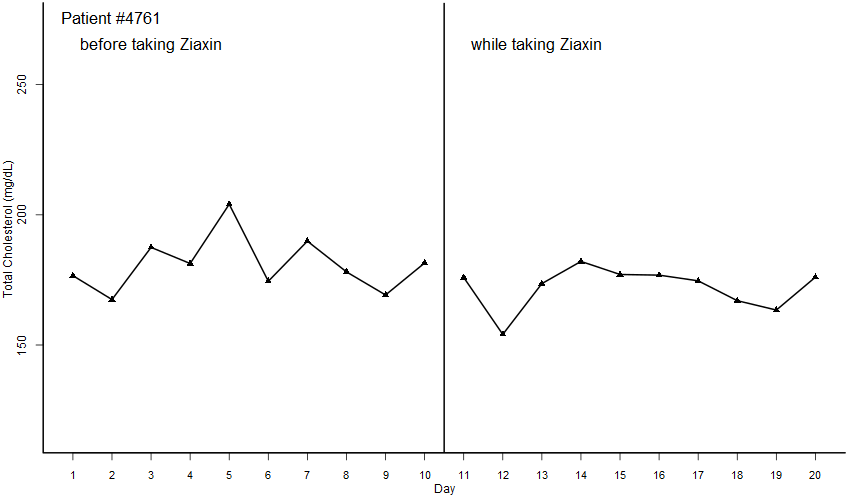 Patient #4761
before taking Ziaxin
while taking Ziaxin
250
200
150
Total Cholesterol (mg/dL)
1 2 3 4 5 6 7 8 9 10 11 12 13 14 15 16 17 18 19 20
Day